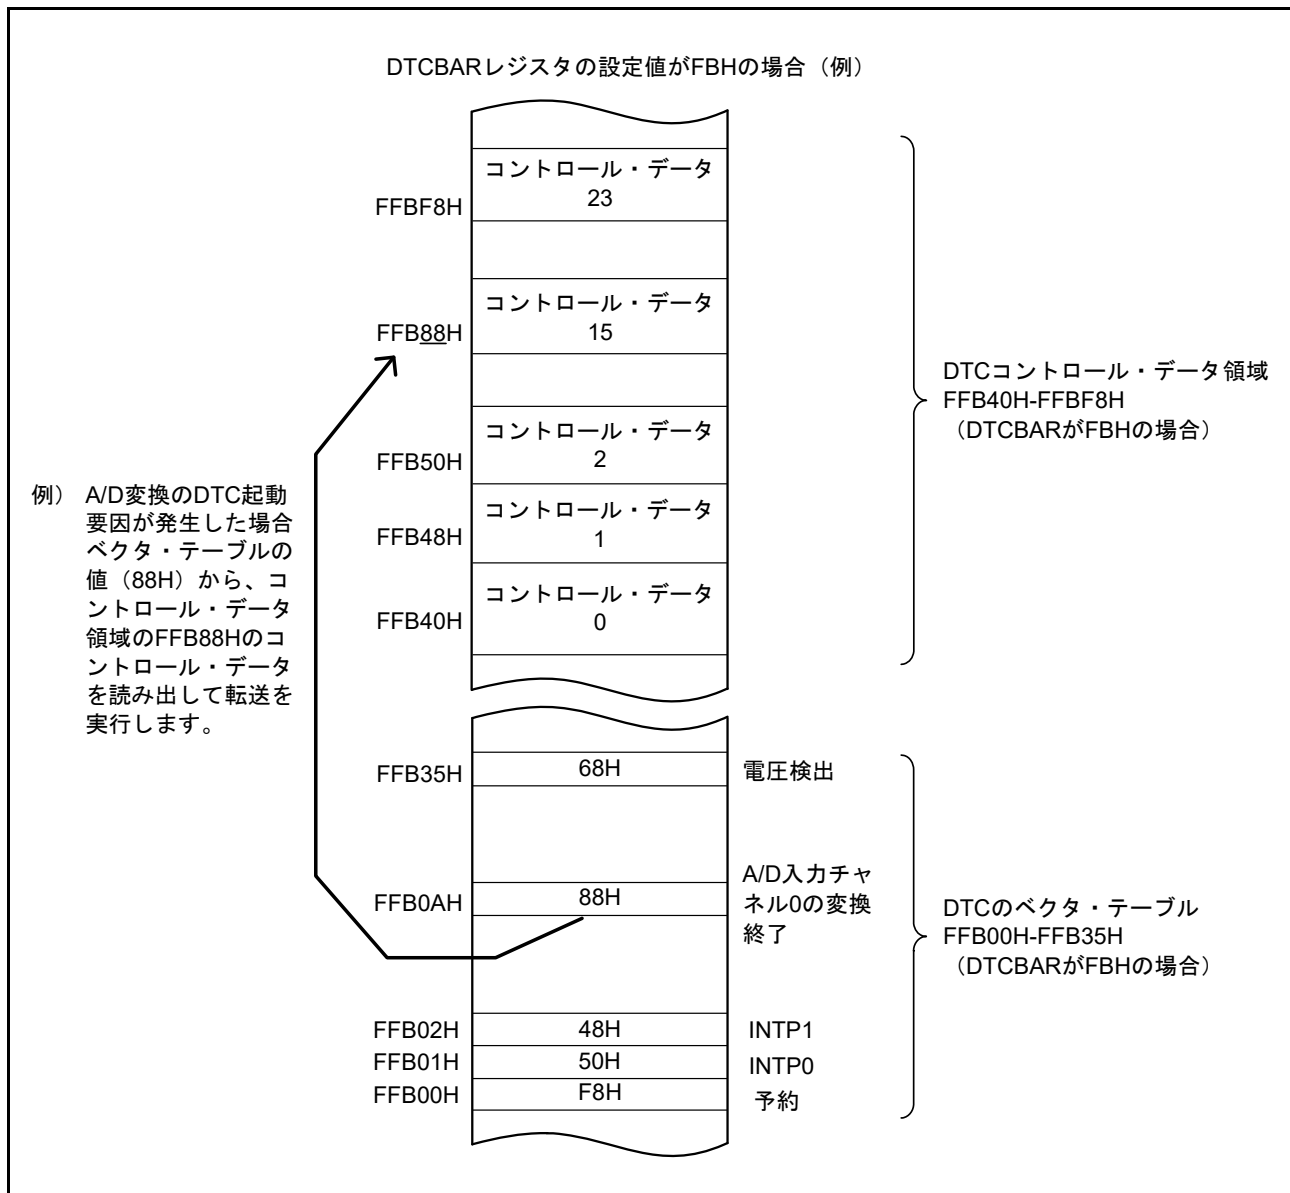 DTCBARレジスタの設定値がFBHの場合（例）
コントロール・データ
23
FFBF8H
コントロール・データ
15
FFB88H
コントロール・データ
2
FFB50H
コントロール・データ
1
FFB48H
コントロール・データ
0
FFB40H
DTCコントロール・データ領域
FFB40H-FFBF8H
（DTCBARがFBHの場合）
例） A/D変換のDTC起動
要因が発生した場合
ベクタ・テーブルの
値（88H）から、コ
ントロール・データ
領域のFFB88Hのコ
ントロール・データ
を読み出して転送を
実行します。
FFB35H
68H
電圧検出
FFB0AH
88H
A/D入力チャ
ネル0の変換
終了
DTCのベクタ・テーブル
FFB00H-FFB35H
（DTCBARがFBHの場合）
FFB02H
48H
INTP1
FFB01H
50H
INTP0
FFB00H
F8H
予約